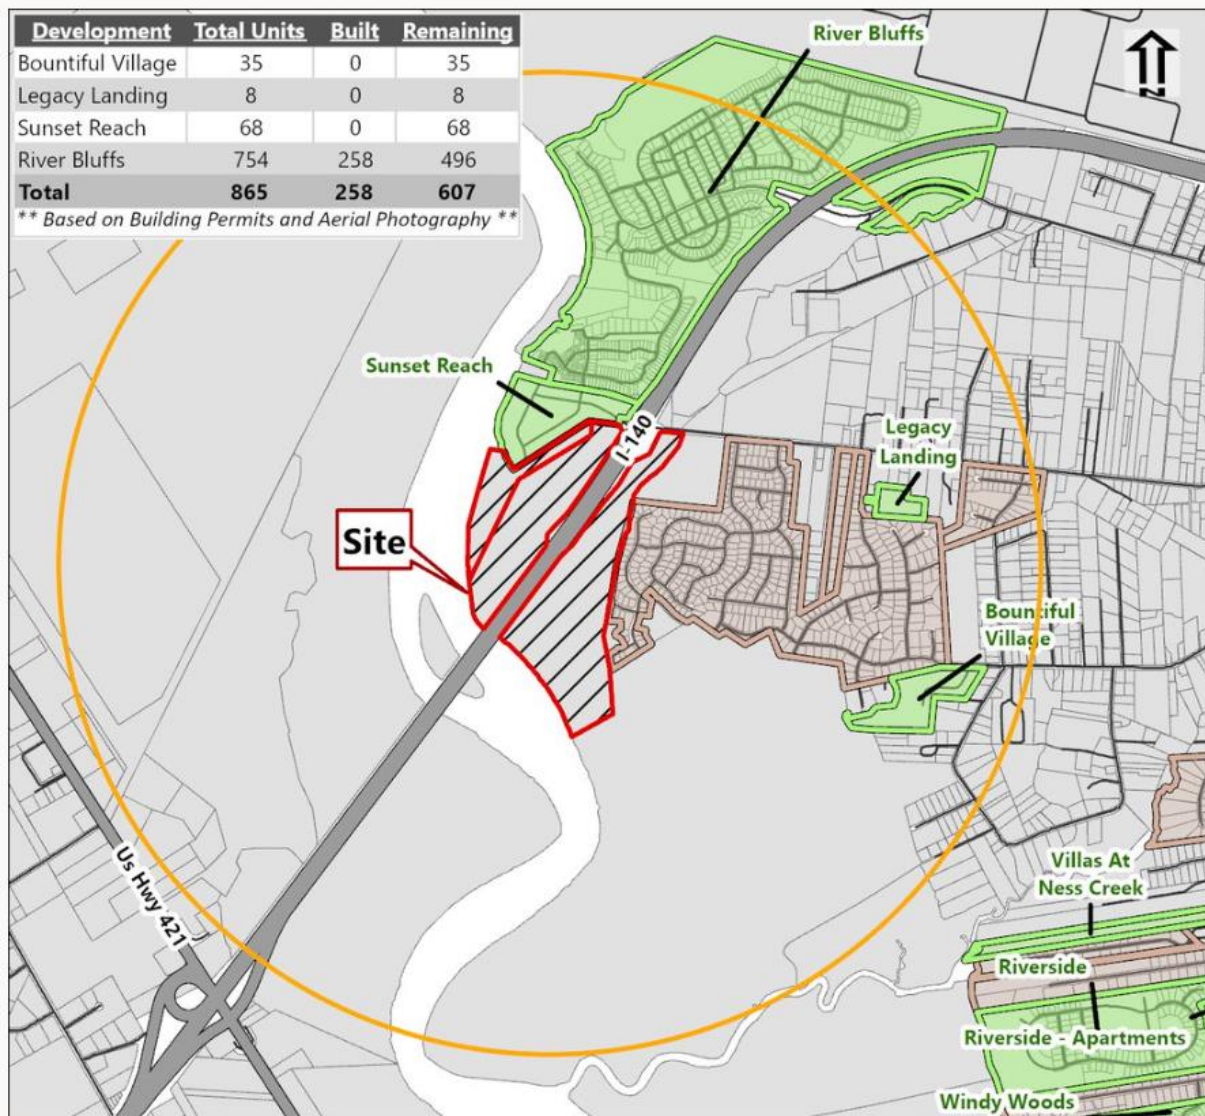 Development Total Units Built Remaining
Bountiful Village 35 0 35
Legacy Landing 8 0 8
Sunset Reach 68 0 68
River Bluffs 754 258 496
Total 865 258 607
** Based on Building Permits and Aerial Photography **
River Bluffs
N
Sunset Reach
I-140
Legacy
Landing
Site
Bountiful
Village
Us Hwy 421
Villas At
Ness Creek
Riverside
Riverside - Apartments
Windy Woods